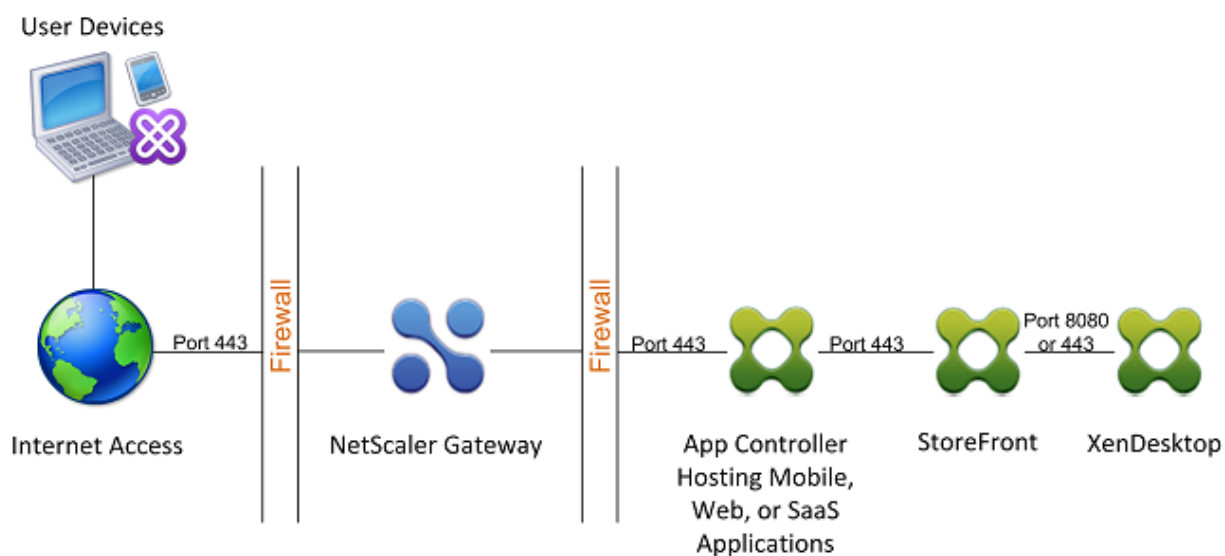 User Devices
Firewall
Firewall
Port 443
Port 443
Port 443
Port 8080
or 443
Internet Access
NetScaler Gateway
App Controller
Hosting Mobile,
Web, or SaaS
Applications
StoreFront
XenDesktop